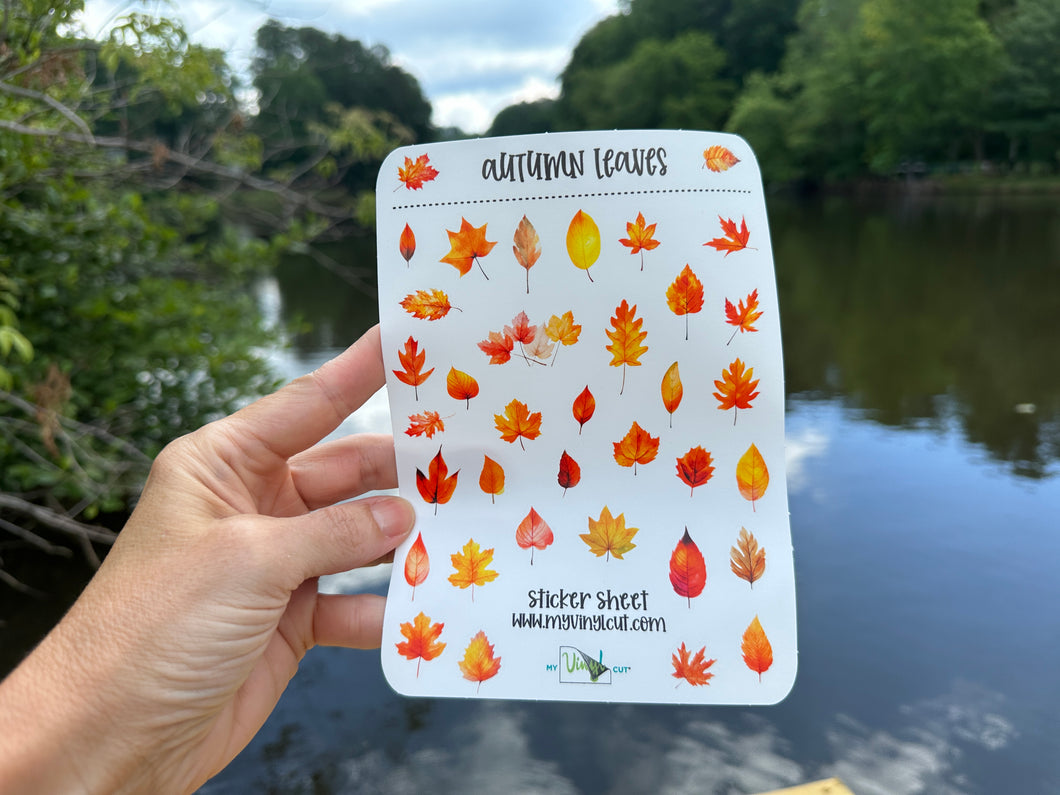 AUTUMN LEAVES
STICKER SHEET
WWW.MYVINYLCUT.COM
MY Vinyl CUT®